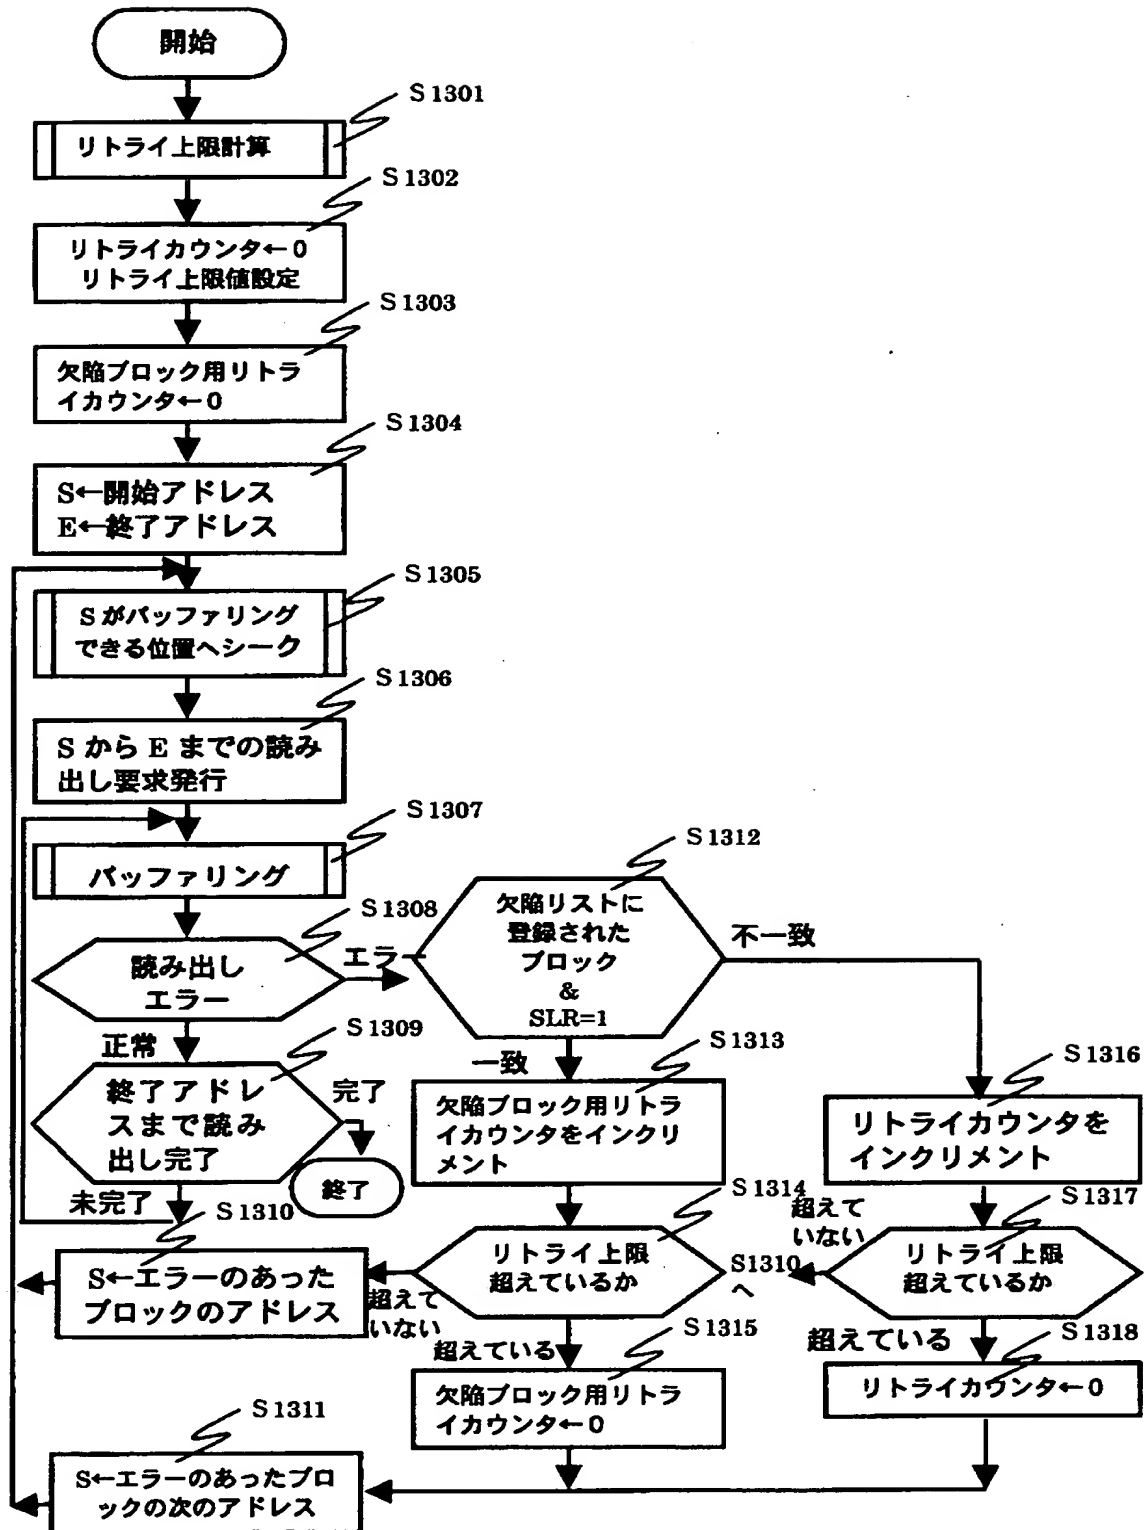 開始
S1301
リトライ上限計算
S1302
リトライカウンタ←0
リトライ上限値設定
S1303
欠陥ブロック用リトラ
イカウンタ←0
S1304
S←開始アドレス
E←終了アドレス
S1305
Sがバッファリング
できる位置へシーク
S1306
SからEまでの読み
出し要求発行
S1307
バッファリング
S1308
読み出し
エラー
エラー
正常
S1312
欠陥リストに
登録された
ブロック
&
SLR=1
不一致
一致
S1309
終了アドレ
スまで読み
出し完了
完了
終了
未完了
S1313
欠陥ブロック用リトラ
イカウンタをインクリ
メント
S1316
リトライカウンタを
インクリメント
S1310
S←エラーのあった
ブロックのアドレス
S1314
リトライ上限
超えているか
超えて
いない
超えている
S1317
リトライ上限
超えているか
超えて
いない
S1310
へ
超えている
S1315
欠陥ブロック用リトラ
イカウンタ←0
S1318
リトライカウンタ←0
S1311
S←エラーのあったブロ
ックの次のアドレス